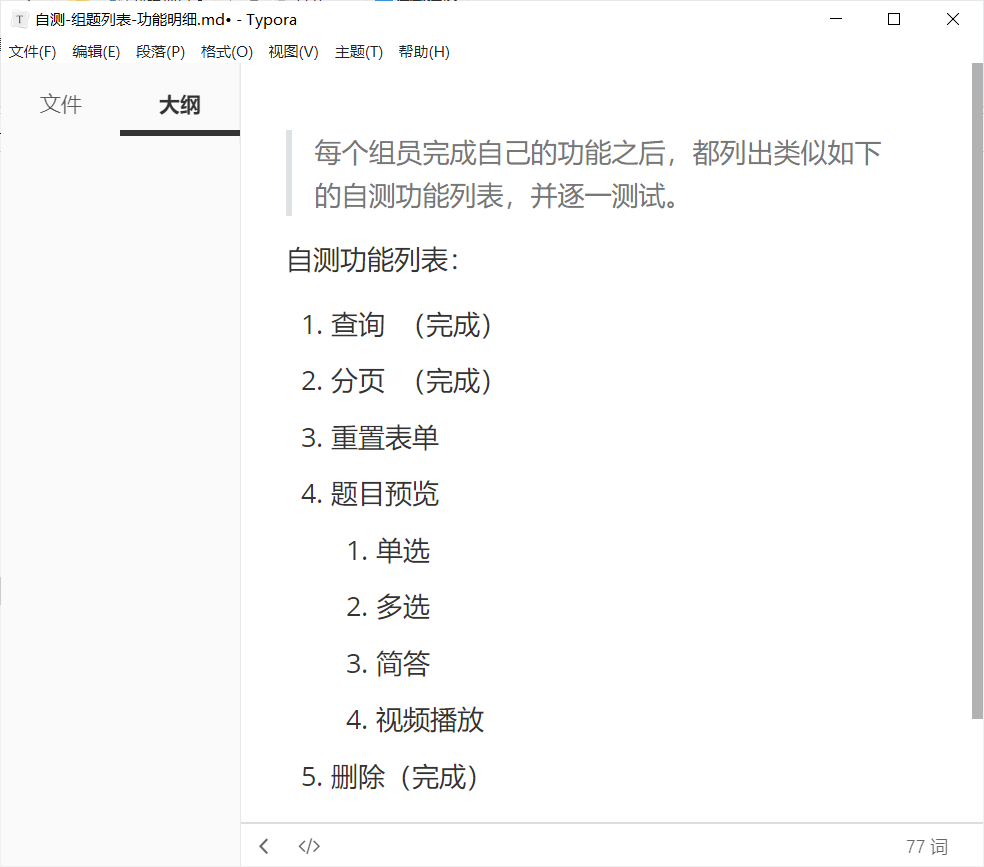 自测-组题列表-功能明细.md• - Typora
文件(F) 编辑(E) 段落(P) 格式(O) 视图(V) 主题(T) 帮助(H)
文件 大纲
每个组员完成自己的功能之后，都列出类似如下
的自测功能列表，并逐一测试。
自测功能列表：
1. 查询 （完成）
2. 分页 （完成）
3. 重置表单
4. 题目预览
1. 单选
2. 多选
3. 简答
4. 视频播放
5. 删除（完成）
</> 77 词